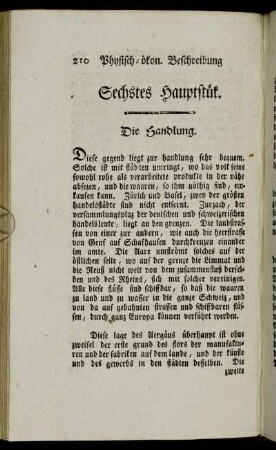 210 Physisch-ökon. Beschreibung
Sechstes Hauptstük.
Die Handlung.
Diese gegend liegt zur handlung sehr bequem.
Solche ist mit städten umringt, wo das volk seine
sowohl rohe als verarbeitete produkte in der nähe
absezen, und die waaren, so ihm nöthig sind, ein-
kaufen kann. Zürich und Basel, zwey der größten
handelsstädte sind nicht entfernt. Zurzach, der
versammlungsplaz der deutschen und schweizerischen
handelsleute, liegt an den grenzen. Die landstras-
sen von einer zur andern, wie auch die heerstraße
von Genf auf Schafhausen durchkreuzen einander
im amte. Die Aare umströmt solches auf der
östlichen seite, wo auf der grenze die Limmat und
die Reuß nicht weit von dem zusammenfluß dersel-
ben und des Rheins, sich mit solcher vereinigen.
Alle diese flüsse sind schiffbar, so daß die waaren
zu land und zu wasser in die ganze Schweiz, und
von da auf gebahnten straßen und schiffbaren flüs-
sen, durch ganz Europa können verführt werden.
Diese lage des Aergäus überhaupt ist ohne
zweifel der erste grund des flors der manufaktu-
ren und der fabriken auf dem lande, und der künste
und des gewerbs in den städten desselben. Die
zweite